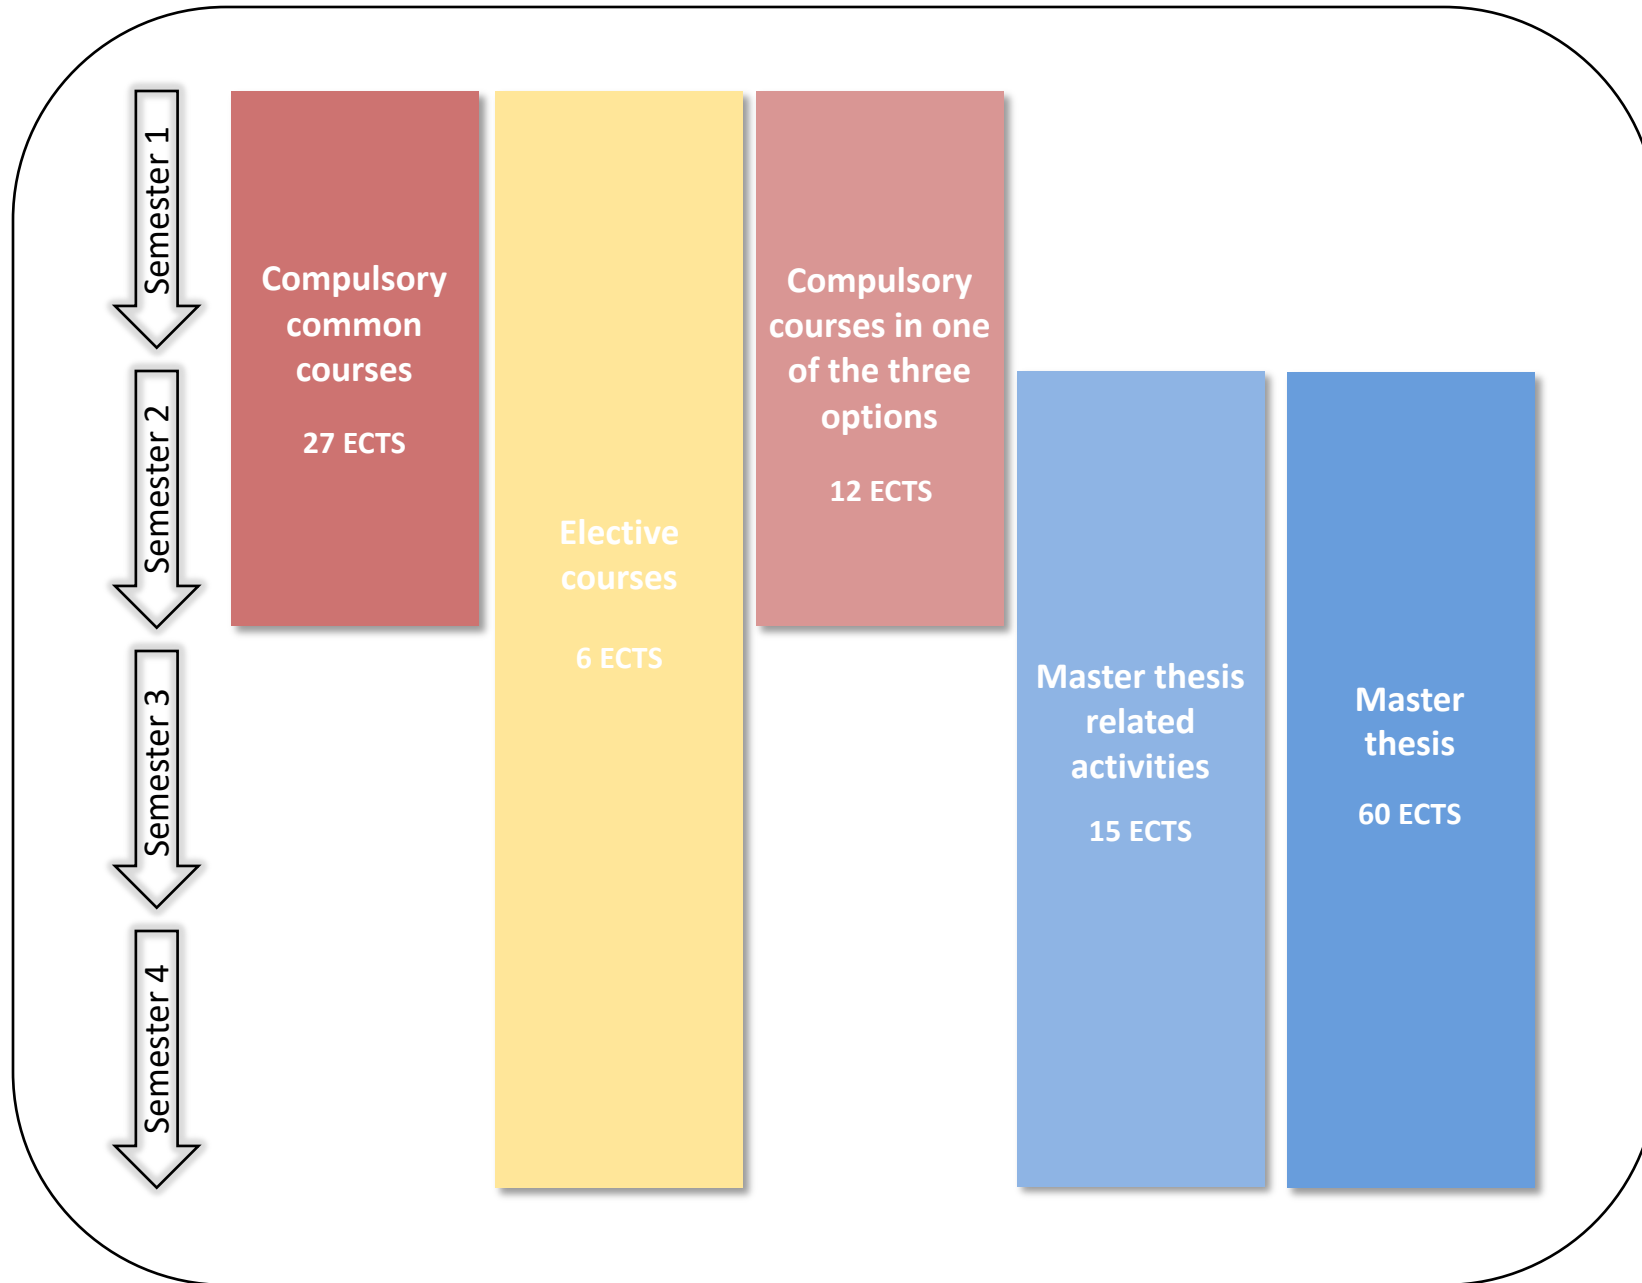 Semester 1
Semester 2
Semester 3
Semester 4
Compulsory
common
courses
27 ECTS
Elective
courses
6 ECTS
Compulsory
courses in one
of the three
options
12 ECTS
Master thesis
related
activities
15 ECTS
Master
thesis
60 ECTS